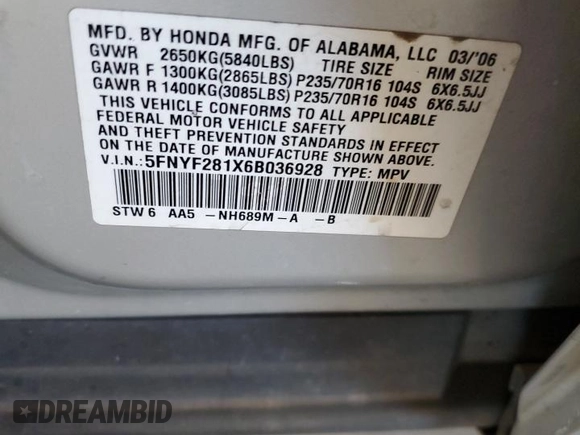 MFD. BY HONDA MFG. OF ALABAMA, LLC 03/'06
GVWR 2650KG(5840LBS) TIRE SIZE RIM SIZE
GAWR F 1300KG(2865LBS) P235/70R16 104S 6X6.5JJ
GAWR R 1400KG(3085LBS) P235/70R16 104S 6X6.5JJ
THIS VEHICLE CONFORMS TO ALL APPLICABLE
FEDERAL MOTOR VEHICLE SAFETY
AND THEFT PREVENTION STANDARDS IN EFFECT
ON THE DATE OF MANUFACTURE SHOWN ABOVE.
V.I.N.: 5FNYF281X6B036928 TYPE: MPV
STW6 AA5 -NH689M-A -B
DREAMBID